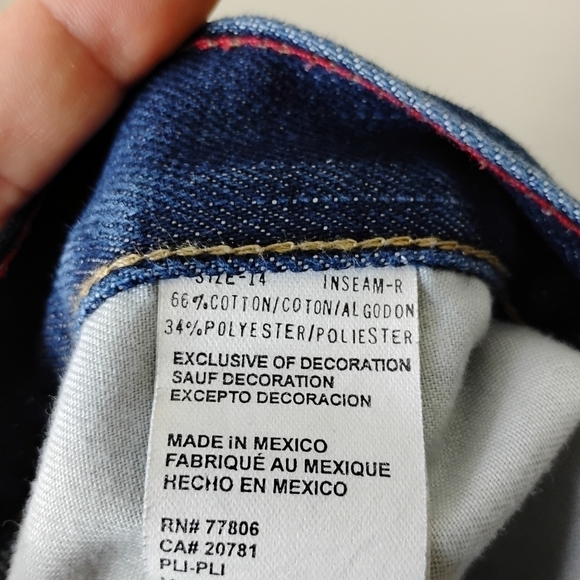 SIZE-14 INSEAM-R
66%COTTON/COTON/ALGODON
34%POLYESTER/POLIESTER
EXCLUSIVE OF DECORATION
SAUF DECORATION
EXCEPTO DECORACION
MADE iN MEXICO
FABRIQUÉ AU MEXIQUE
HECHO EN MEXICO
RN# 77806
CA# 20781
PLI-PLI